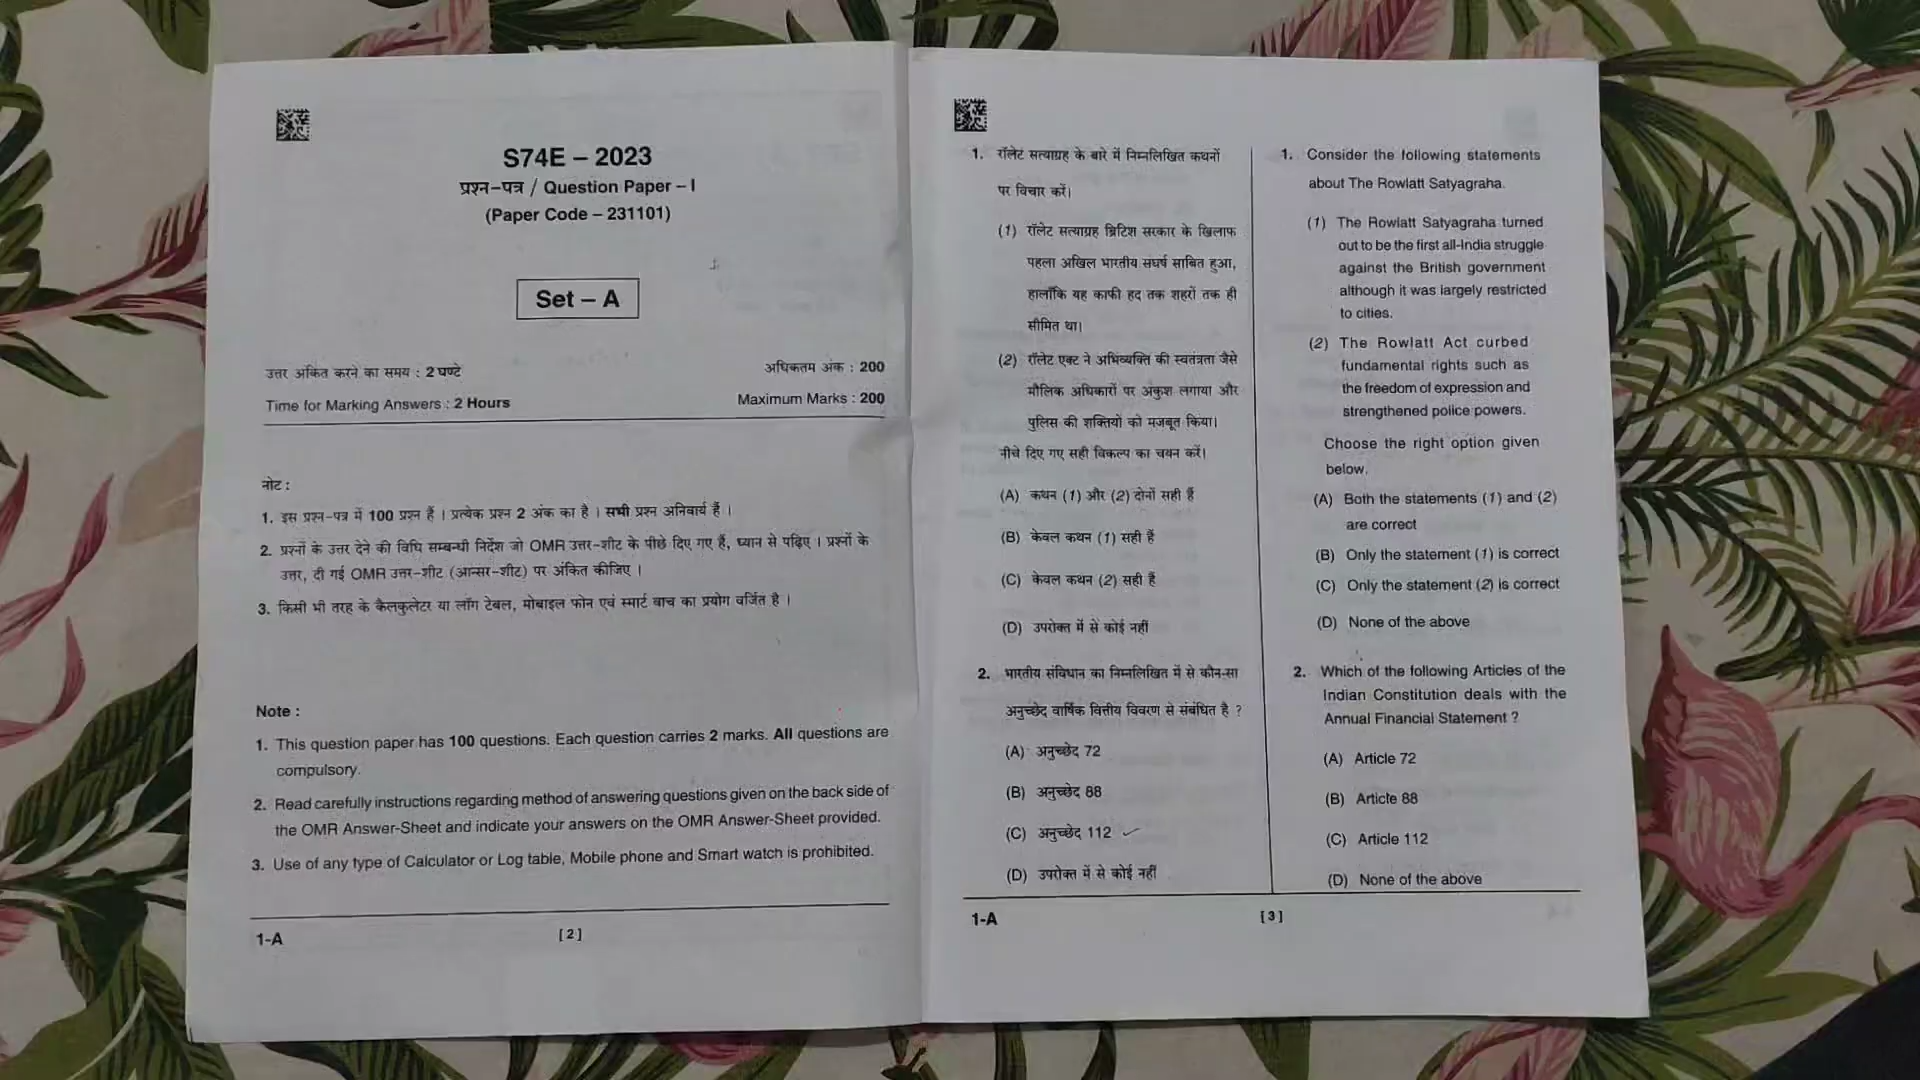 S74E – 2023
प्रश्न-पत्र / Question Paper – I
(Paper Code – 231101)
Set – A
उत्तर अंकित करने का समय : 2 घण्टे
अधिकतम अंक : 200
Time for Marking Answers : 2 Hours
Maximum Marks : 200
नोट :
1. इस प्रश्न-पत्र में 100 प्रश्न हैं । प्रत्येक प्रश्न 2 अंक का है । सभी प्रश्न अनिवार्य हैं ।
2. प्रश्नों के उत्तर देने की विधि सम्बन्धी निर्देश जो OMR उत्तर-शीट के पीछे दिए गए हैं, ध्यान से पढ़िए । प्रश्नों के
उत्तर, दी गई OMR उत्तर-शीट (आन्सर-शीट) पर अंकित कीजिए ।
3. किसी भी तरह के कैलकुलेटर या लॉग टेबल, मोबाइल फोन एवं स्मार्ट वाच का प्रयोग वर्जित है ।
Note :
1. This question paper has 100 questions. Each question carries 2 marks. All questions are
compulsory.
2. Read carefully instructions regarding method of answering questions given on the back side of
the OMR Answer-Sheet and indicate your answers on the OMR Answer-Sheet provided.
3. Use of any type of Calculator or Log table, Mobile phone and Smart watch is prohibited.
1-A
[ 2 ]
1. रॉलेट सत्याग्रह के बारे में निम्नलिखित कथनों
पर विचार करें।
(1) रॉलेट सत्याग्रह ब्रिटिश सरकार के खिलाफ
पहला अखिल भारतीय संघर्ष साबित हुआ,
हालाँकि यह काफी हद तक शहरों तक ही
सीमित था।
(2) रॉलेट एक्ट ने अभिव्यक्ति की स्वतंत्रता जैसे
मौलिक अधिकारों पर अंकुश लगाया और
पुलिस की शक्तियों को मजबूत किया।
नीचे दिए गए सही विकल्प का चयन करें।
(A) कथन (1) और (2) दोनों सही हैं
(B) केवल कथन (1) सही हैं
(C) केवल कथन (2) सही हैं
(D) उपरोक्त में से कोई नहीं
2. भारतीय संविधान का निम्नलिखित में से कौन-सा
अनुच्छेद वार्षिक वित्तीय विवरण से संबंधित है ?
(A) अनुच्छेद 72
(B) अनुच्छेद 88
(C) अनुच्छेद 112
(D) उपरोक्त में से कोई नहीं
1. Consider the following statements
about The Rowlatt Satyagraha.
(1) The Rowlatt Satyagraha turned
out to be the first all-India struggle
against the British government
although it was largely restricted
to cities.
(2) The Rowlatt Act curbed
fundamental rights such as
the freedom of expression and
strengthened police powers.
Choose the right option given
below.
(A) Both the statements (1) and (2)
are correct
(B) Only the statement (1) is correct
(C) Only the statement (2) is correct
(D) None of the above
2. Which of the following Articles of the
Indian Constitution deals with the
Annual Financial Statement ?
(A) Article 72
(B) Article 88
(C) Article 112
(D) None of the above
1-A
[ 3 ]